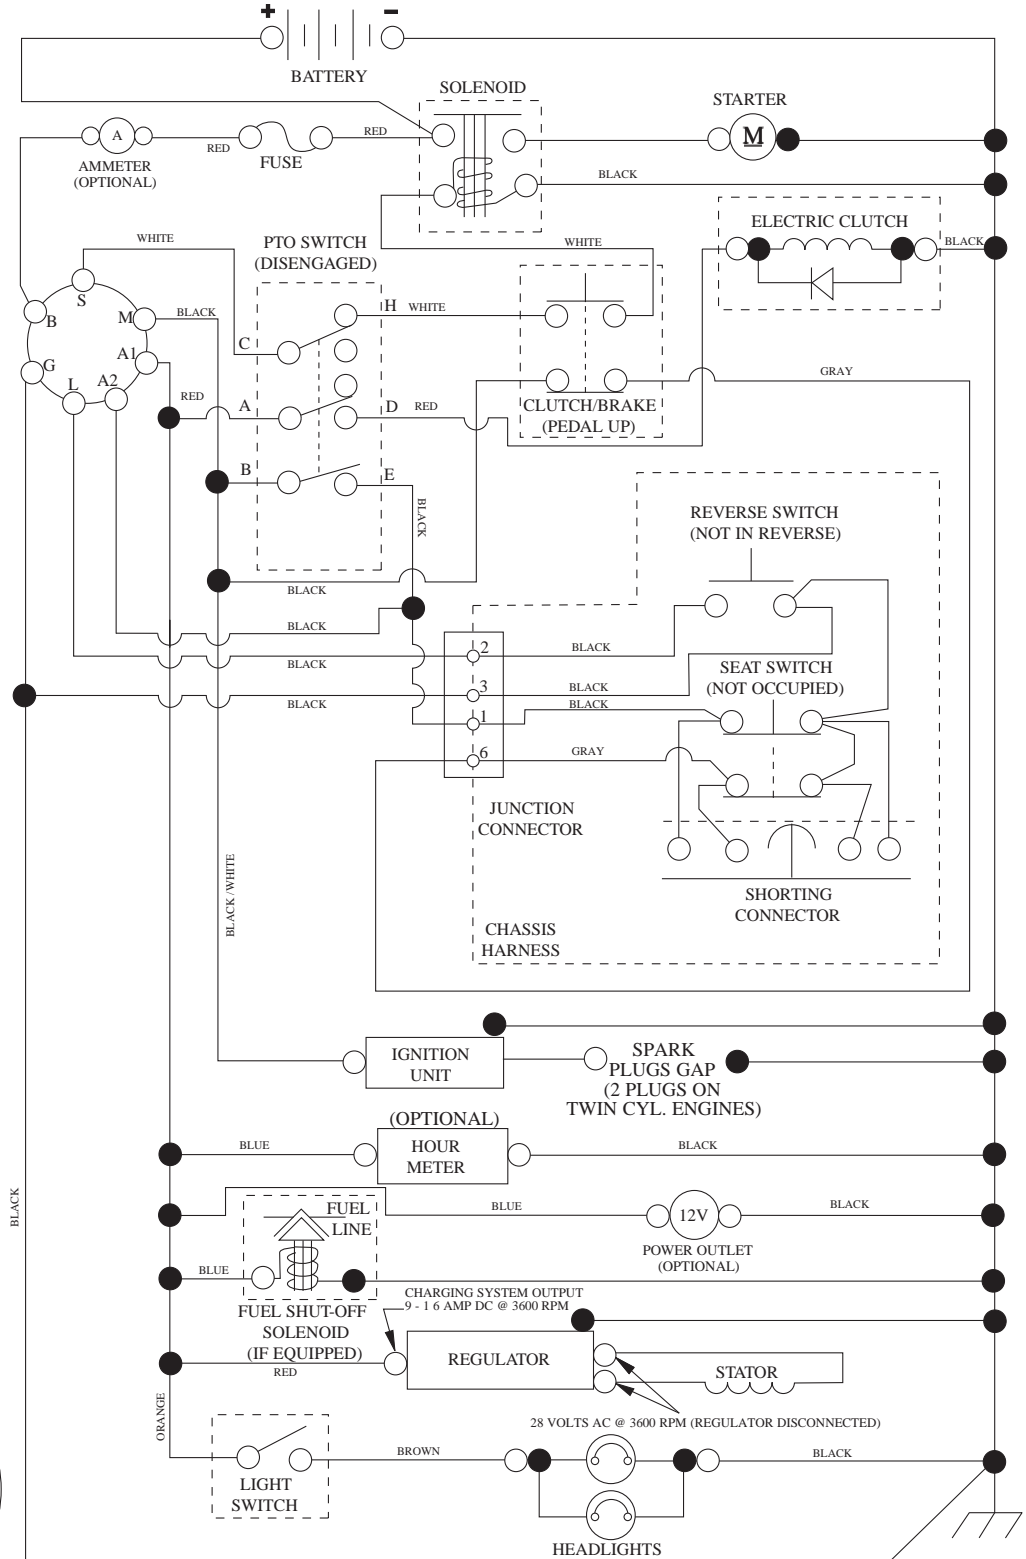 + –
BATTERY
SOLENOID
STARTER
A
RED
FUSE
RED
M
AMMETER
(OPTIONAL)
BLACK
ELECTRIC CLUTCH
BLACK
WHITE
PTO SWITCH
(DISENGAGED)
WHITE
S
B
M
BLACK
H
WHITE
G
A1
C
L
A2
RED
A
D
RED
CLUTCH/BRAKE
(PEDAL UP)
GRAY
B
E
BLACK
REVERSE SWITCH
(NOT IN REVERSE)
BLACK
BLACK
BLACK
2
BLACK
SEAT SWITCH
(NOT OCCUPIED)
BLACK
3
BLACK
BLACK
1
6
GRAY
JUNCTION
CONNECTOR
SHORTING
CONNECTOR
BLACK / WHITE
CHASSIS
HARNESS
IGNITION
UNIT
SPARK
PLUGS GAP
(2 PLUGS ON
TWIN CYL. ENGINES)
(OPTIONAL)
BLUE
HOUR
METER
BLACK
BLACK
BLUE
12V
BLACK
FUEL
LINE
POWER OUTLET
(OPTIONAL)
BLUE
CHARGING SYSTEM OUTPUT
9 - 1 6 AMP DC @ 3600 RPM
FUEL SHUT-OFF
SOLENOID
(IF EQUIPPED)
RED
REGULATOR
STATOR
ORANGE
28 VOLTS AC @ 3600 RPM (REGULATOR DISCONNECTED)
BROWN
BLACK
LIGHT
SWITCH
HEADLIGHTS